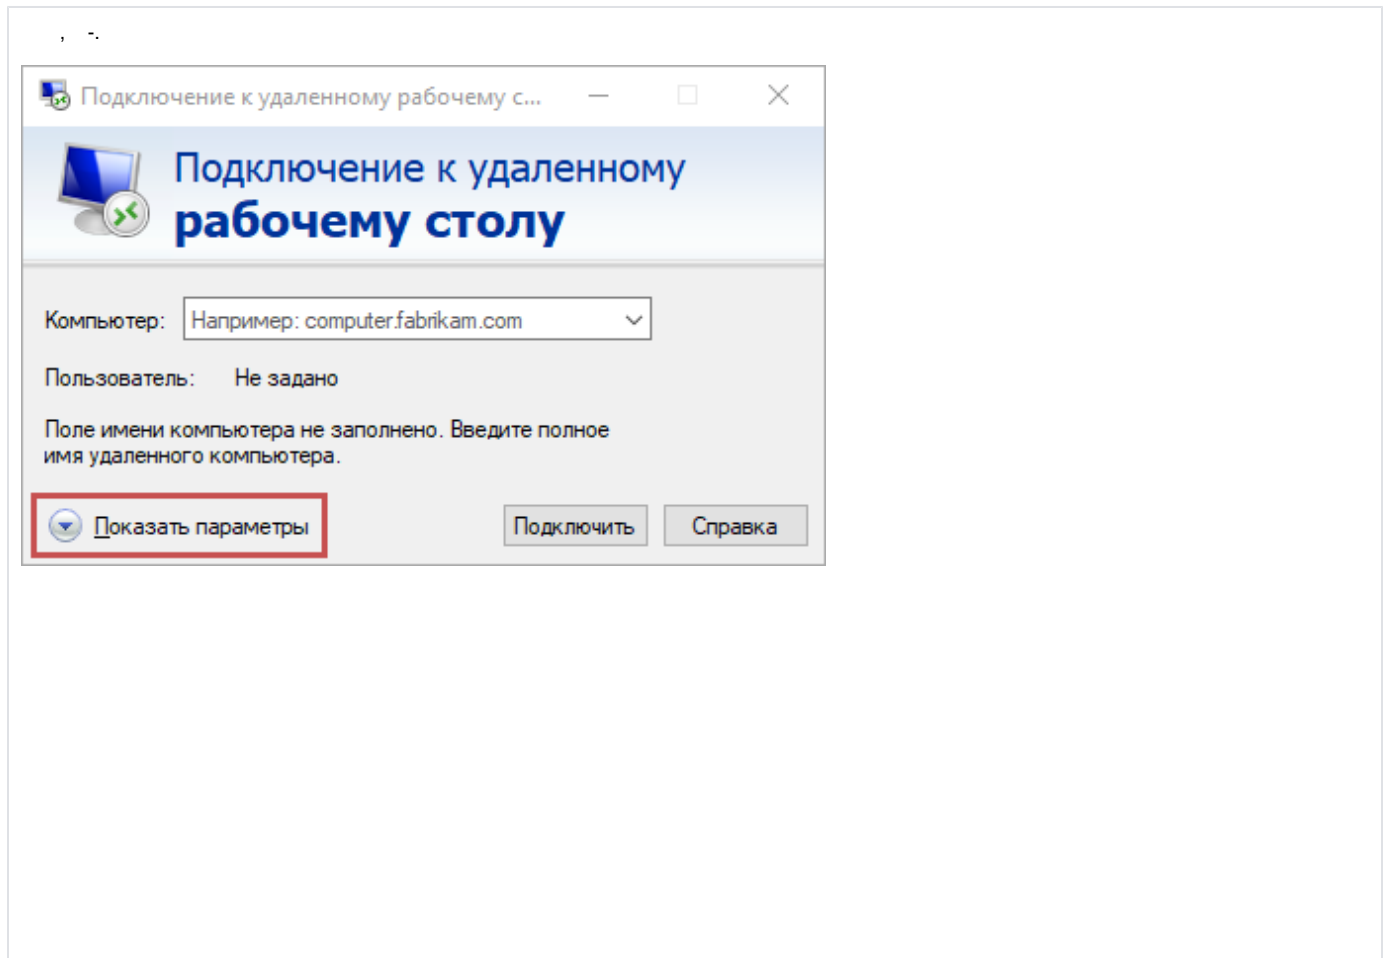 , -.
Подключение к удаленному рабочему с...
Подключение к удаленному
рабочему столу
Компьютер: Например: computer.fabrikam.com
Пользователь: Не задано
Поле имени компьютера не заполнено. Введите полное
имя удаленного компьютера.
Показать параметры Подключить Справка